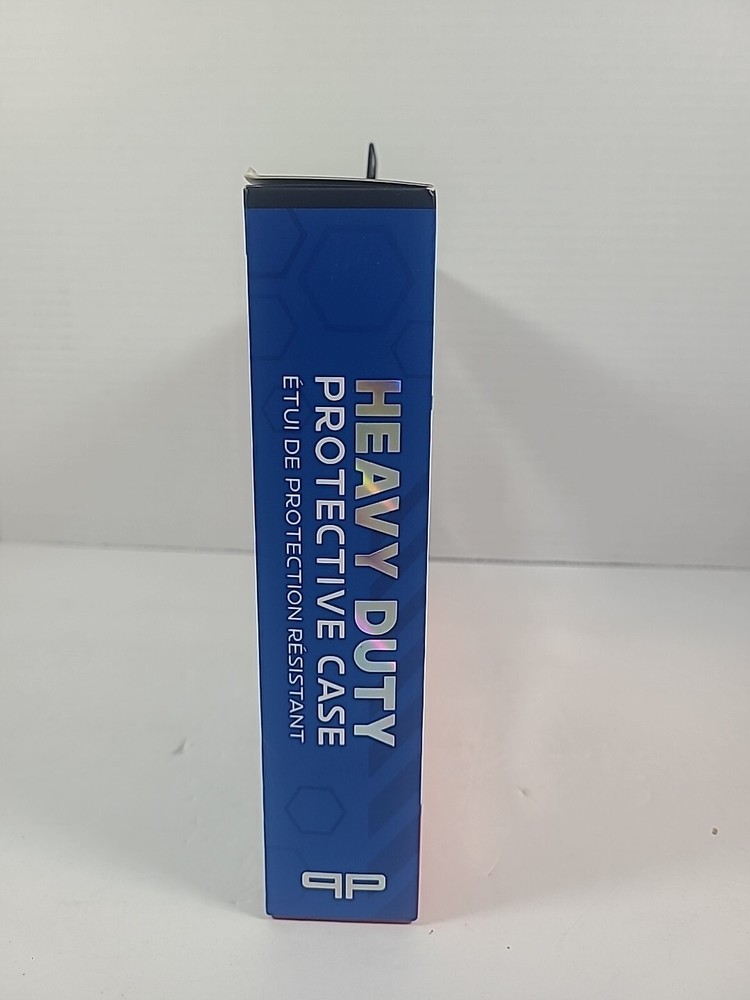 HEAVY DUTY
PROTECTIVE CASE
ÉTUI DE PROTECTION RÉSISTANT